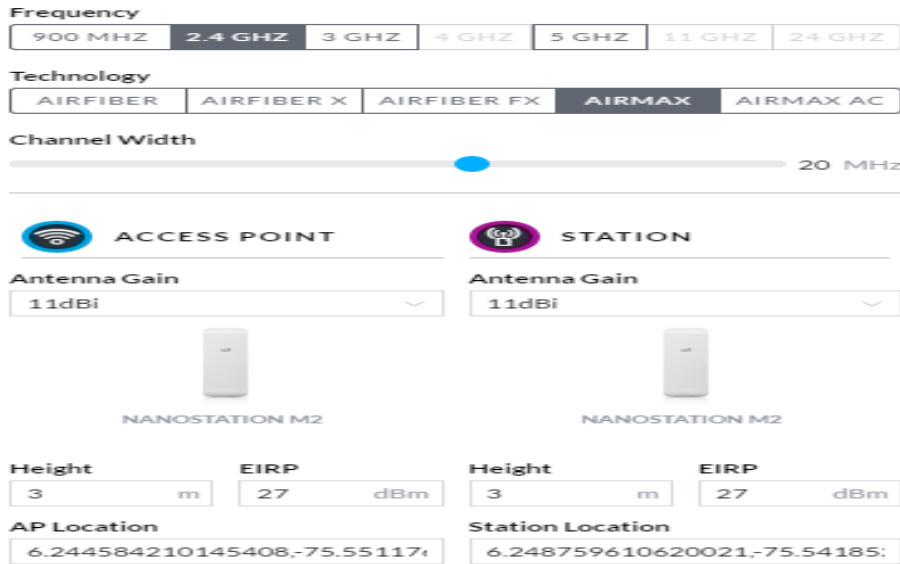 Frequency
900 MHZ 2.4 GHZ 3 GHZ 4 GHZ 5 GHZ 11 GHZ 24 GHZ
Technology
AIRFIBER AIRFIBER X AIRFIBER FX AIRMAX AIRMAX AC
Channel Width
20 MHz
ACCESS POINT
Antenna Gain
11dBi
NANOSTATION M2
Height EIRP
3 m 27 dBm
AP Location
6.244584210145408,-75.55117
STATION
Antenna Gain
11dBi
NANOSTATION M2
Height EIRP
3 m 27 dBm
Station Location
6.248759610620021,-75.54185